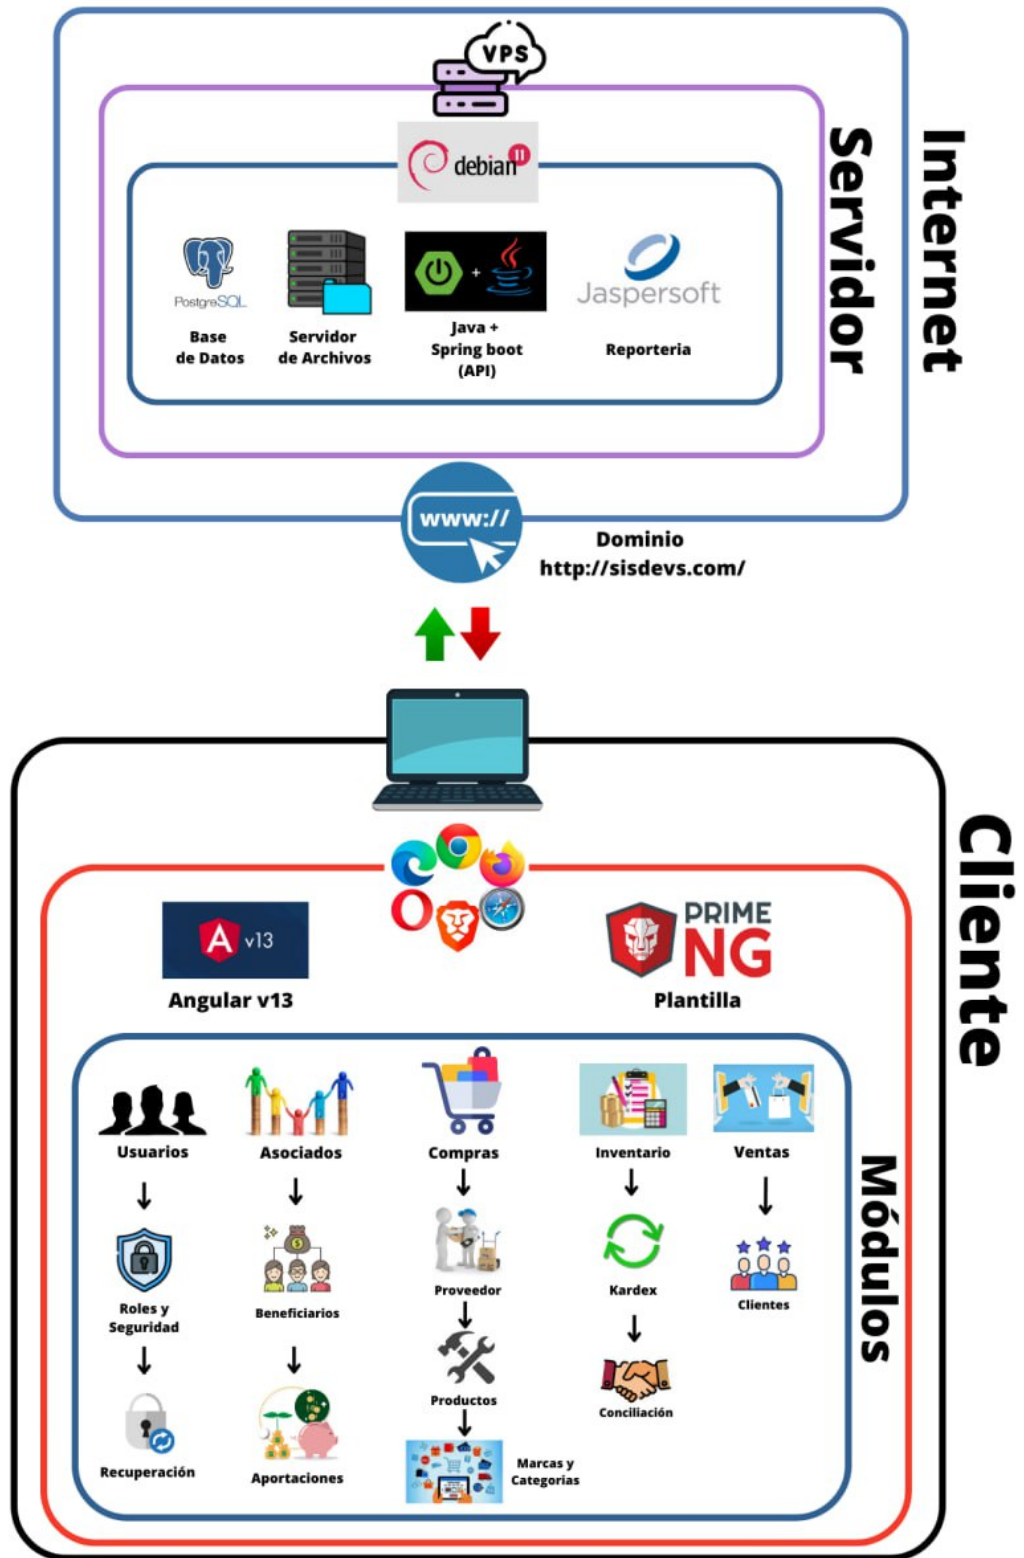 VPS
debian 11
Internet
Servidor
PostgreSQL
Jaspersoft
Base
de Datos
Servidor
de Archivos
Java +
Spring boot
(API)
Reporteria
www://
Dominio
http://sisdevs.com/
Cliente
A v13
PRIME
NG
Angular v13
Plantilla
Módulos
Usuarios
Asociados
Compras
Inventario
Ventas
Roles y
Seguridad
Beneficiarios
Proveedor
Kardex
Clientes
Recuperación
Aportaciones
Productos
Conciliación
Marcas y
Categorias